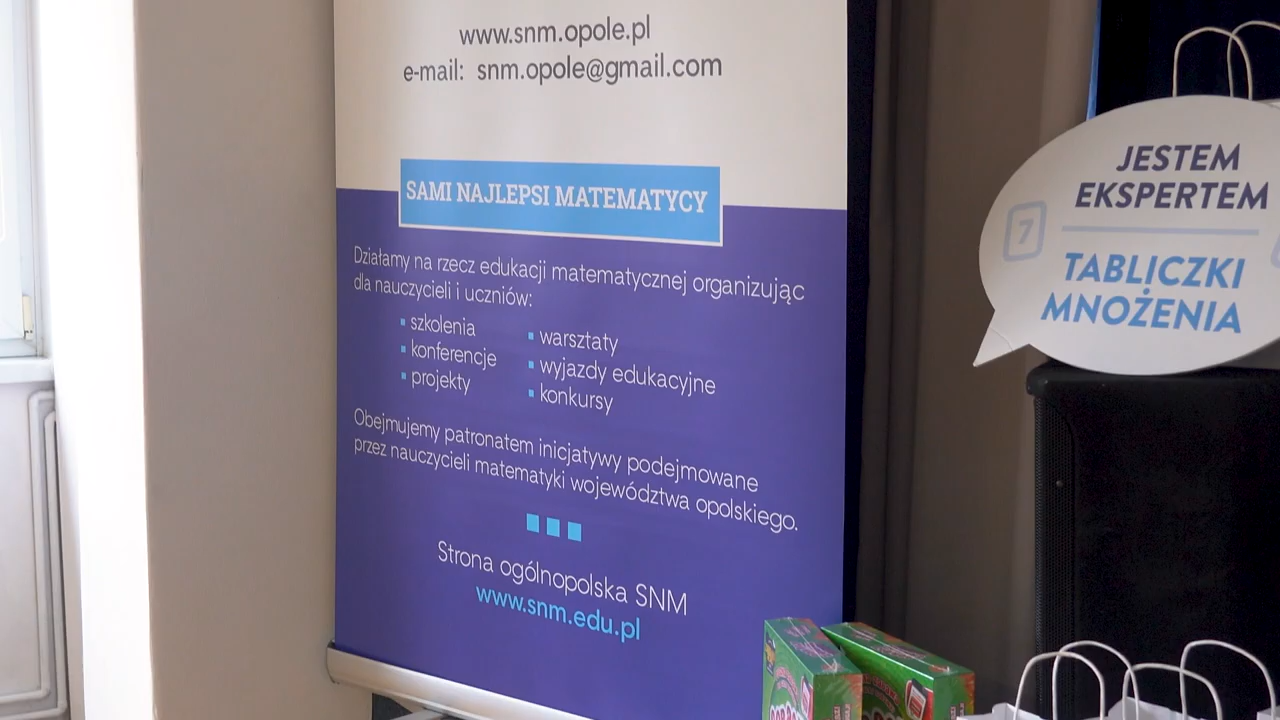 www.snm.opole.pl
e-mail: snm.opole@gmail.com
SAMI NAJLEPSI MATEMATYCY
Działamy na rzecz edukacji matematycznej organizując
dla nauczycieli i uczniów:
szkolenia
konferencje
projekty
warsztaty
wyjazdy edukacyjne
konkursy
Obejmujemy patronatem inicjatywy podejmowane
przez nauczycieli matematyki województwa opolskiego.
Strona ogólnopolska SNM
www.snm.edu.pl
JESTEM
EKSPERTEM
7
TABLICZKI
MNOŻENIA